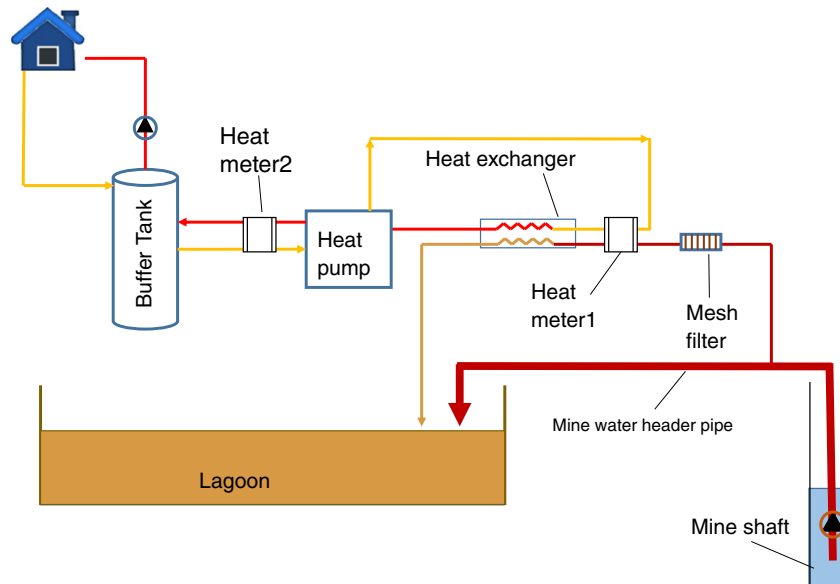 Heat
meter2
Heat exchanger
Buffer Tank
Heat
pump
Heat
meter1
Mesh
filter
Mine water header pipe
Lagoon
Mine shaft